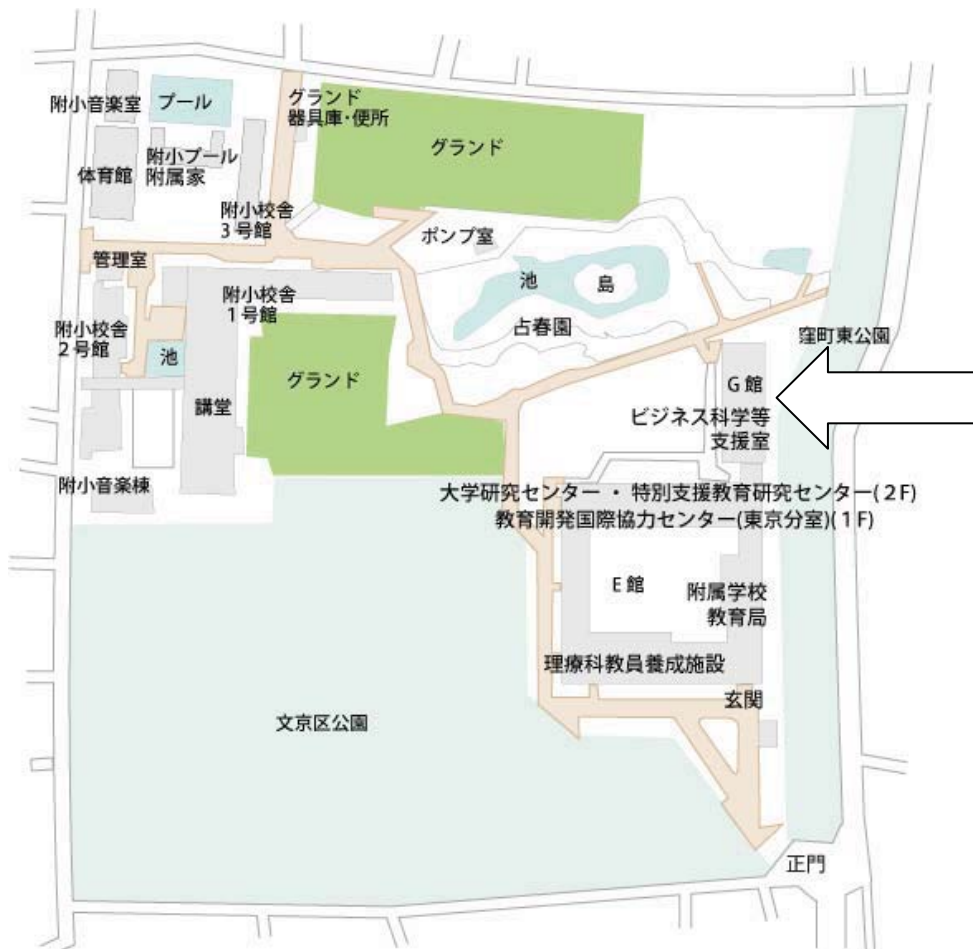 附小音楽室
プール
グランド
器具庫・便所
グランド
体育館
附小プール
附属家
附小校舎
3号館
ポンプ室
管理室
池
島
附小校舎
1号館
附小校舎
2号館
占春園
窪町東公園
池
グランド
G館
講堂
ビジネス科学等
支援室
附小音楽棟
大学研究センター ・ 特別支援教育研究センター(2F)
教育開発国際協力センター(東京分室)(1F)
E館
附属学校
教育局
理療科教員養成施設
玄関
文京区公園
正門